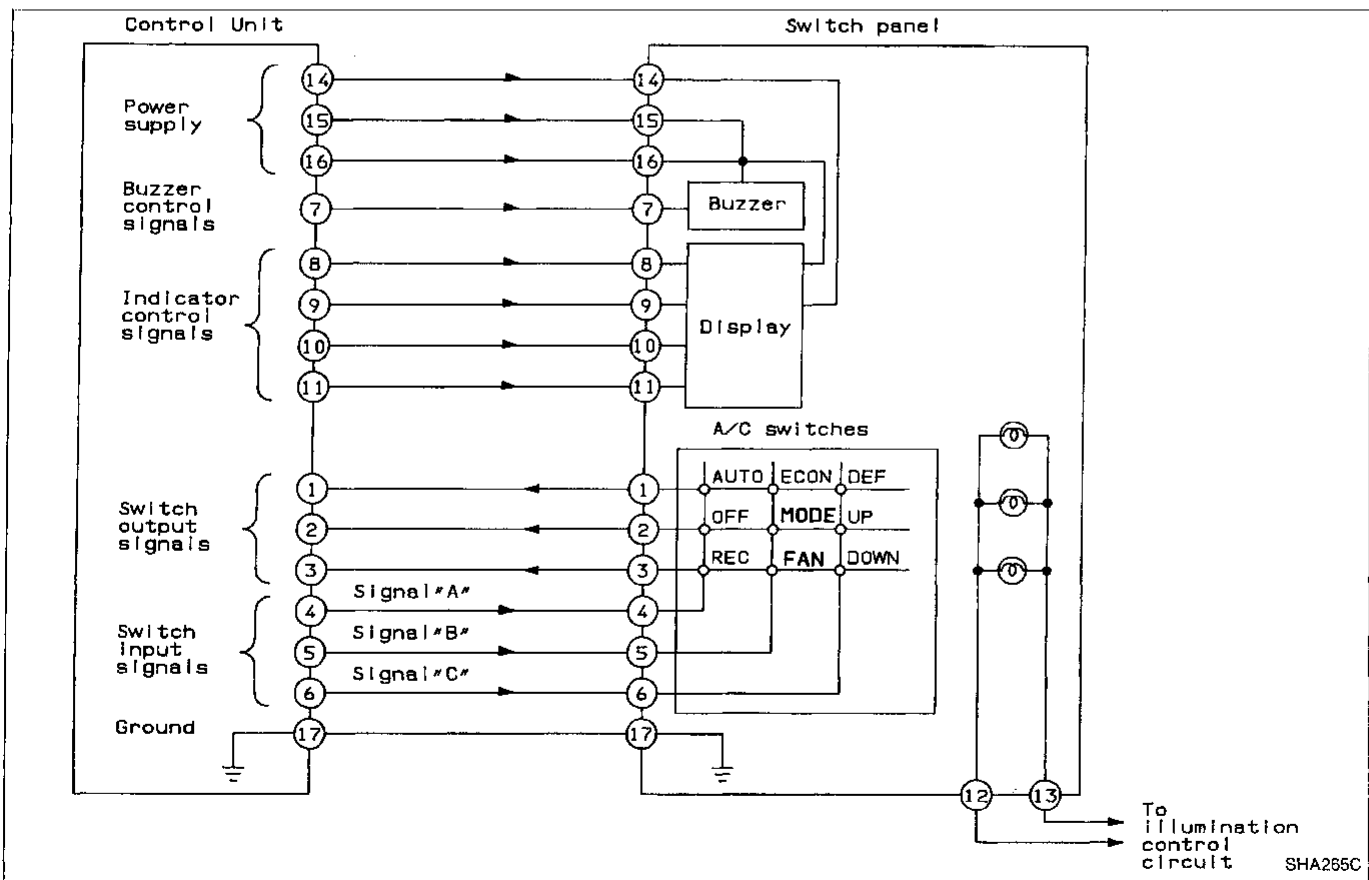 Control Unit
Switch panel
Power
supply
14
14
15
15
16
16
Buzzer
control
signals
7
7
Buzzer
Indicator
control
signals
8
8
9
9
10
10
11
11
Display
A/C switches
Switch
output
signals
1
1
AUTO ECON DEF
2
2
OFF MODE UP
3
3
REC FAN DOWN
Switch
input
signals
4
Signal"A"
4
5
Signal"B"
5
6
Signal"C"
6
Ground
17
17
12
13
To
illumination
control
circuit
SHA265C